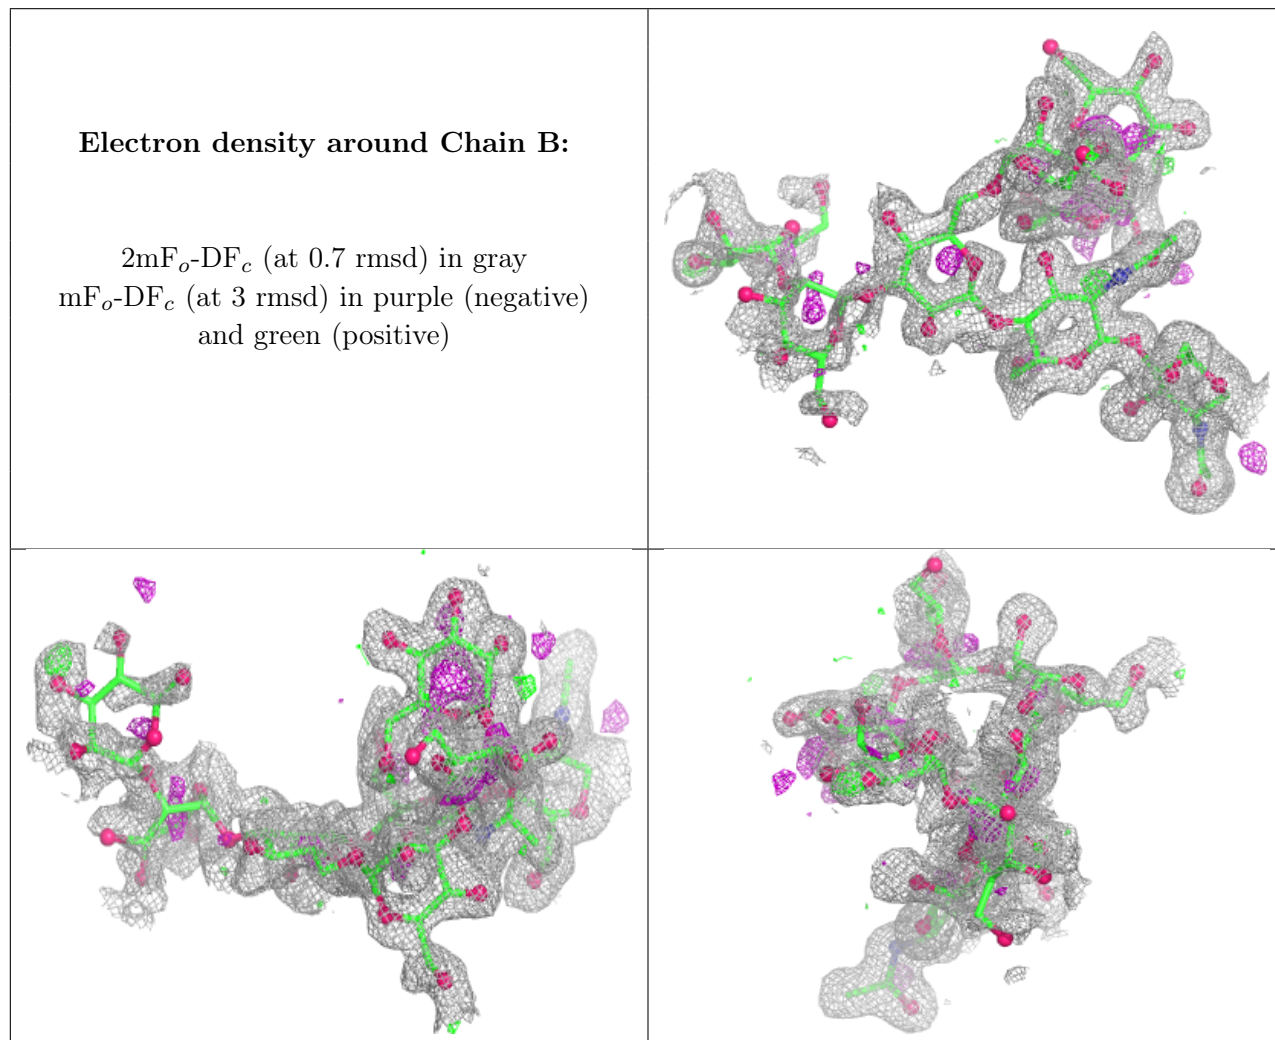 Electron density around Chain B:
2mFo-DFc (at 0.7 rmsd) in gray
mFo-DFc (at 3 rmsd) in purple (negative)
and green (positive)